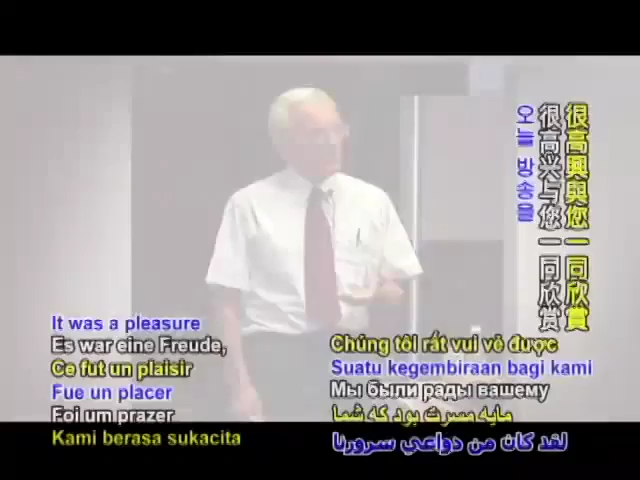 It was a pleasure
Es war eine Freude,
Ce fut un plaisir
Fue un placer
Foi um prazer
Kami berasa sukacita
Chúng tôi rất vui vẻ được
Suatu kegembiraan bagi kami
Мы были рады вашему
مایه مسرت بود که شما
لقد كان من دواعي سرورنا
很高興與您一同欣賞
很高兴与您一同欣赏
오늘 방송을